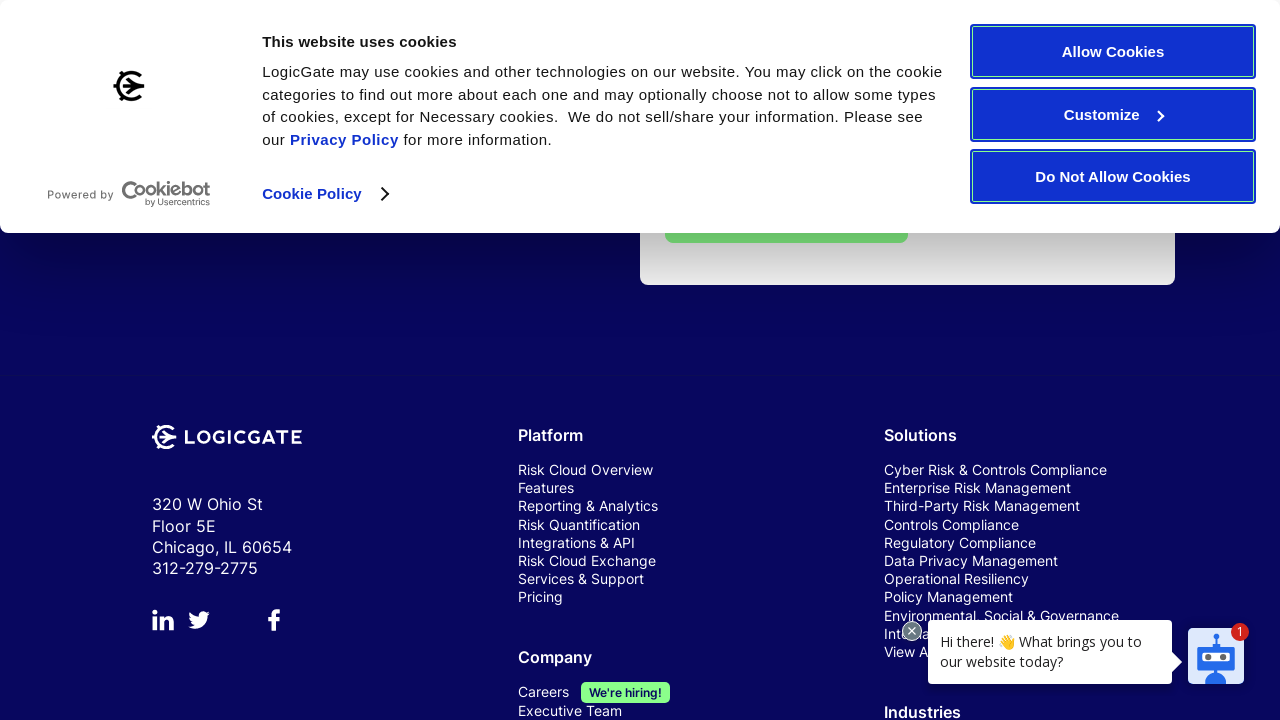 This website uses cookies
LogicGate may use cookies and other technologies on our website. You may click on the cookie
categories to find out more about each one and may optionally choose not to allow some types
of cookies, except for Necessary cookies.  We do not sell/share your information. Please see
our Privacy Policy for more information.
Cookie Policy
Powered by Cookiebot
by Usercentrics
Allow Cookies
Customize
Do Not Allow Cookies
LOGICGATE
320 W Ohio St
Floor 5E
Chicago, IL 60654
312-279-2775
Platform
Risk Cloud Overview
Features
Reporting & Analytics
Risk Quantification
Integrations & API
Risk Cloud Exchange
Services & Support
Pricing
Company
Careers We're hiring!
Executive Team
Solutions
Cyber Risk & Controls Compliance
Enterprise Risk Management
Third-Party Risk Management
Controls Compliance
Regulatory Compliance
Data Privacy Management
Operational Resiliency
Policy Management
Environmental, Social & Governance
View
Industries
Hi there! 👋 What brings you to
our website today?
1